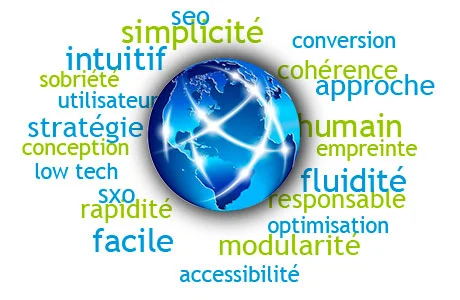 seo
simplicité
conversion
intuitif
cohérence
sobriété
approche
utilisateur
stratégie
humain
conception
empreinte
low tech
fluidité
sxo
responsable
rapidité
optimisation
facile
modularité
accessibilité